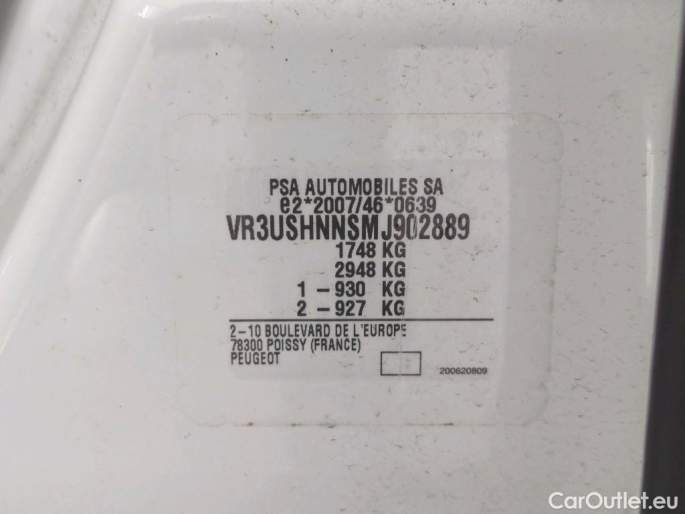 PSA AUTOMOBILES SA
e2*2007/46*0639
VR3USHNNSMJ902889
1748 KG
2948 KG
1 - 930 KG
2 - 927 KG
2-10 BOULEVARD DE L'EUROPE
78300 POISSY (FRANCE)
PEUGEOT
200620809
CarOutlet.eu